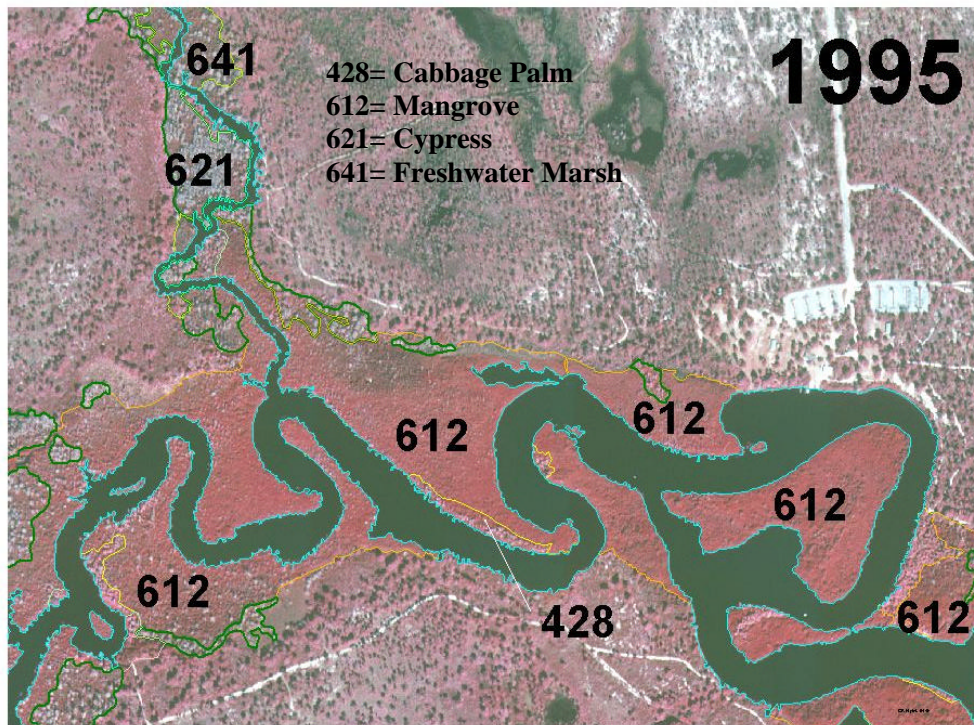 1995
641
428= Cabbage Palm
612= Mangrove
621= Cypress
641= Freshwater Marsh
621
612
612
612
612
428
612